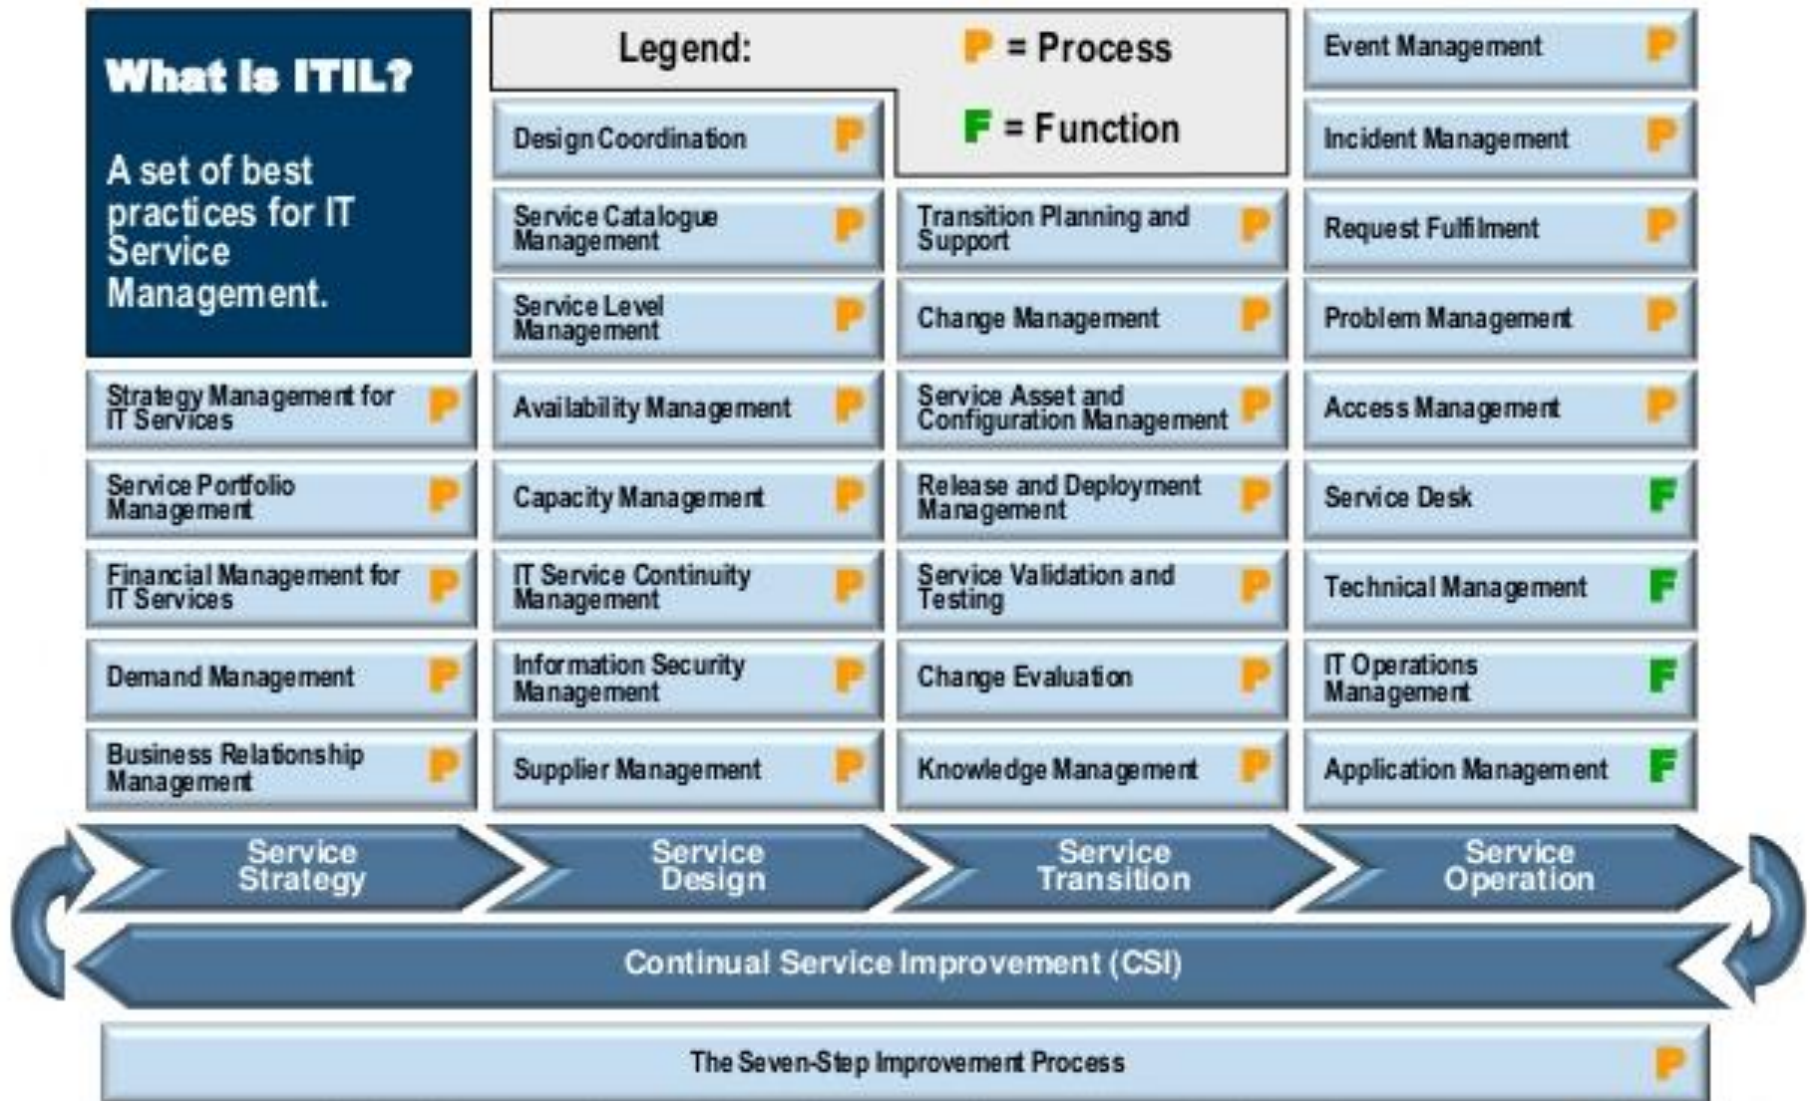 What Is ITIL?
A set of best
practices for IT
Service
Management.
Legend:
P = Process
F = Function
Strategy Management for
IT Services
P
Service Portfolio
Management
P
Financial Management for
IT Services
P
Demand Management
P
Business Relationship
Management
P
Design Coordination
P
Service Catalogue
Management
P
Service Level
Management
P
Availability Management
P
Capacity Management
P
IT Service Continuity
Management
P
Information Security
Management
P
Supplier Management
P
Transition Planning and
Support
P
Change Management
P
Service Asset and
Configuration Management
P
Release and Deployment
Management
P
Service Validation and
Testing
P
Change Evaluation
P
Knowledge Management
P
Event Management
P
Incident Management
P
Request Fulfilment
P
Problem Management
P
Access Management
P
Service Desk
F
Technical Management
F
IT Operations
Management
F
Application Management
F
Service
Strategy
Service
Design
Service
Transition
Service
Operation
Continual Service Improvement (CSI)
The Seven-Step Improvement Process
P